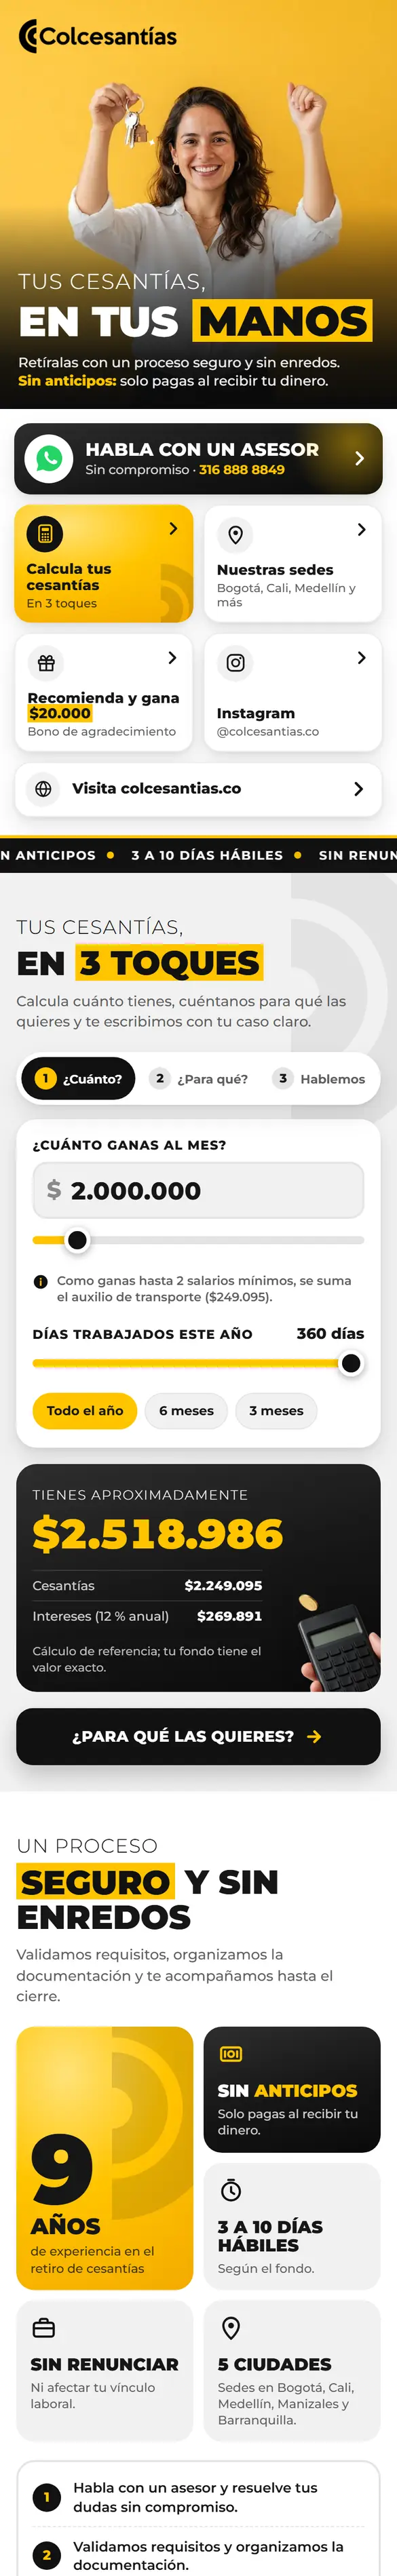 Colcesantías
TUS CESANTÍAS,
EN TUS MANOS
Retíralas con un proceso seguro y sin enredos.
Sin anticipos: solo pagas al recibir tu dinero.
HABLA CON UN ASESOR
Sin compromiso · 316 888 8849
Calcula tus
cesantías
En 3 toques
Nuestras sedes
Bogotá, Cali, Medellín y
más
Recomienda y gana
$20.000
Bono de agradecimiento
Instagram
@colcesantias.co
Visita colcesantias.co
N ANTICIPOS • 3 A 10 DÍAS HÁBILES • SIN RENUN
TUS CESANTÍAS,
EN 3 TOQUES
Calcula cuánto tienes, cuéntanos para qué las
quieres y te escribimos con tu caso claro.
1 ¿Cuánto? 2 ¿Para qué? 3 Hablemos
¿CUÁNTO GANAS AL MES?
$ 2.000.000
Como ganas hasta 2 salarios mínimos, se suma
el auxilio de transporte ($249.095).
DÍAS TRABAJADOS ESTE AÑO 360 días
Todo el año 6 meses 3 meses
TIENES APROXIMADAMENTE
$2.518.986
Cesantías $2.249.095
Intereses (12 % anual) $269.891
Cálculo de referencia; tu fondo tiene el
valor exacto.
¿PARA QUÉ LAS QUIERES? →
UN PROCESO
SEGURO Y SIN
ENREDOS
Validamos requisitos, organizamos la
documentación y te acompañamos hasta el
cierre.
9
AÑOS
de experiencia en el
retiro de cesantías
SIN ANTICIPOS
Solo pagas al recibir tu
dinero.
3 A 10 DÍAS
HÁBILES
Según el fondo.
SIN RENUNCIAR
Ni afectar tu vínculo
laboral.
5 CIUDADES
Sedes en Bogotá, Cali,
Medellín, Manizales y
Barranquilla.
1 Habla con un asesor y resuelve tus
dudas sin compromiso.
2 Validamos requisitos y organizamos la
documentación.